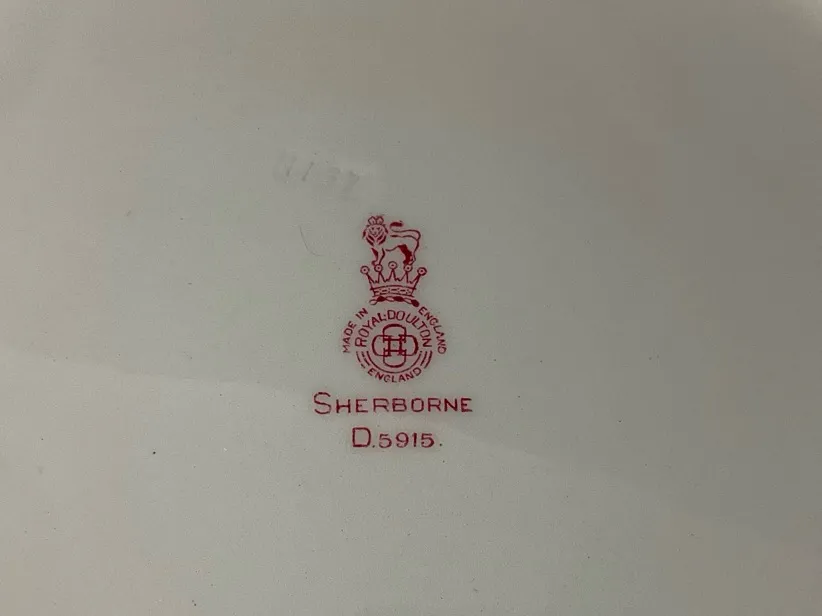 MADE IN ENGLAND
ROYAL·DOULTON
ENGLAND
SHERBORNE
D.5915.